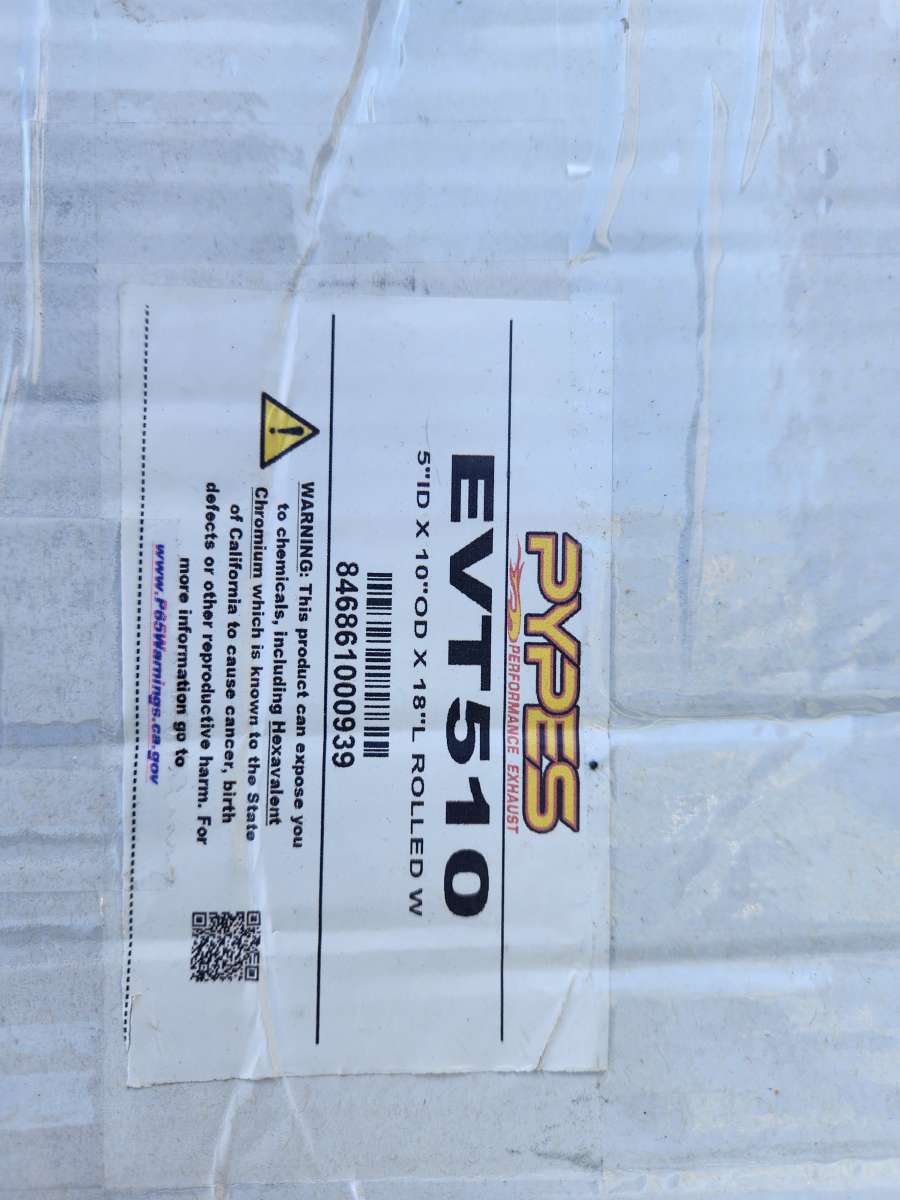 PYPES
PERFORMANCE EXHAUST
EVT510
5"ID X 10"OD X 18"L ROLLED W
846861000939
WARNING: This product can expose you
to chemicals, including Hexavalent
Chromium which is known to the State
of California to cause cancer, birth
defects or other reproductive harm. For
more information go to
www.P65Warnings.ca.gov